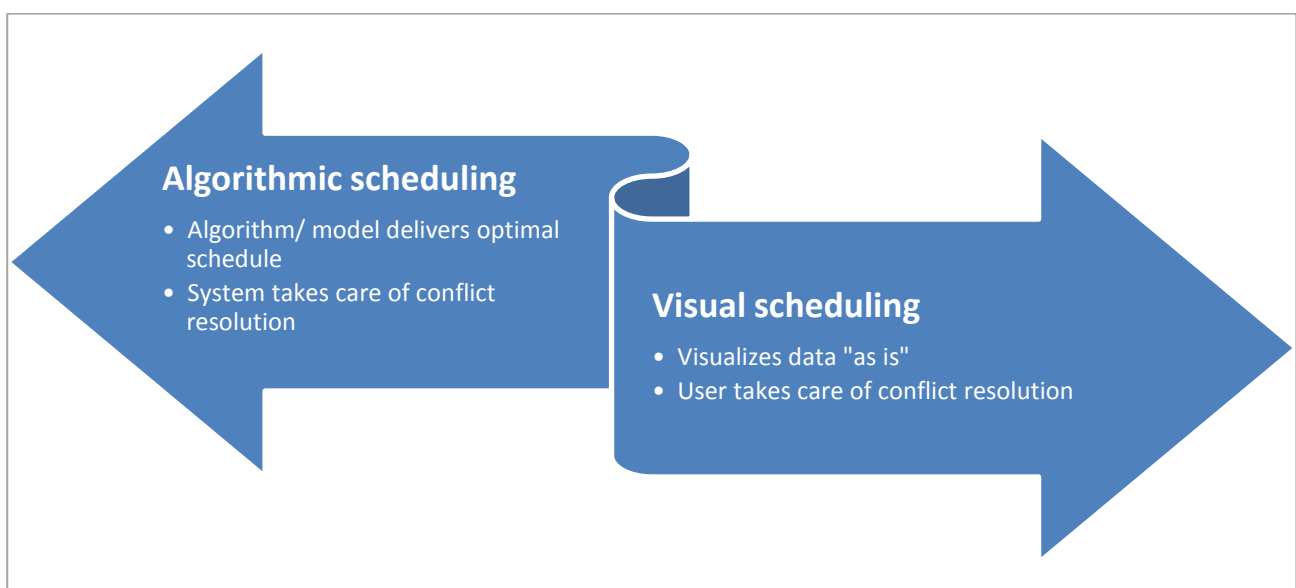 Algorithmic scheduling
• Algorithm/ model delivers optimal
schedule
• System takes care of conflict
resolution
Visual scheduling
• Visualizes data "as is"
• User takes care of conflict resolution